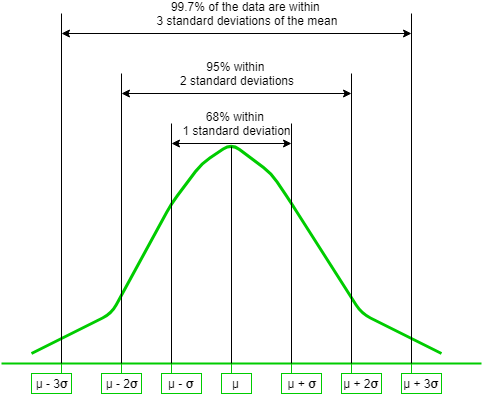 99.7% of the data are within
3 standard deviations of the mean
95% within
2 standard deviations
68% within
1 standard deviation
μ - 3σ
μ - 2σ
μ - σ
μ
μ + σ
μ + 2σ
μ + 3σ